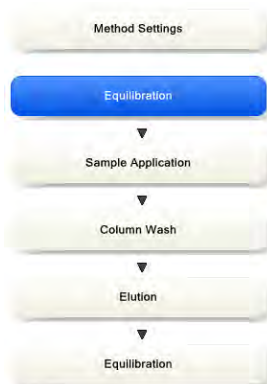 Method Settings
Equilibration
Sample Application
Column Wash
Elution
Equilibration